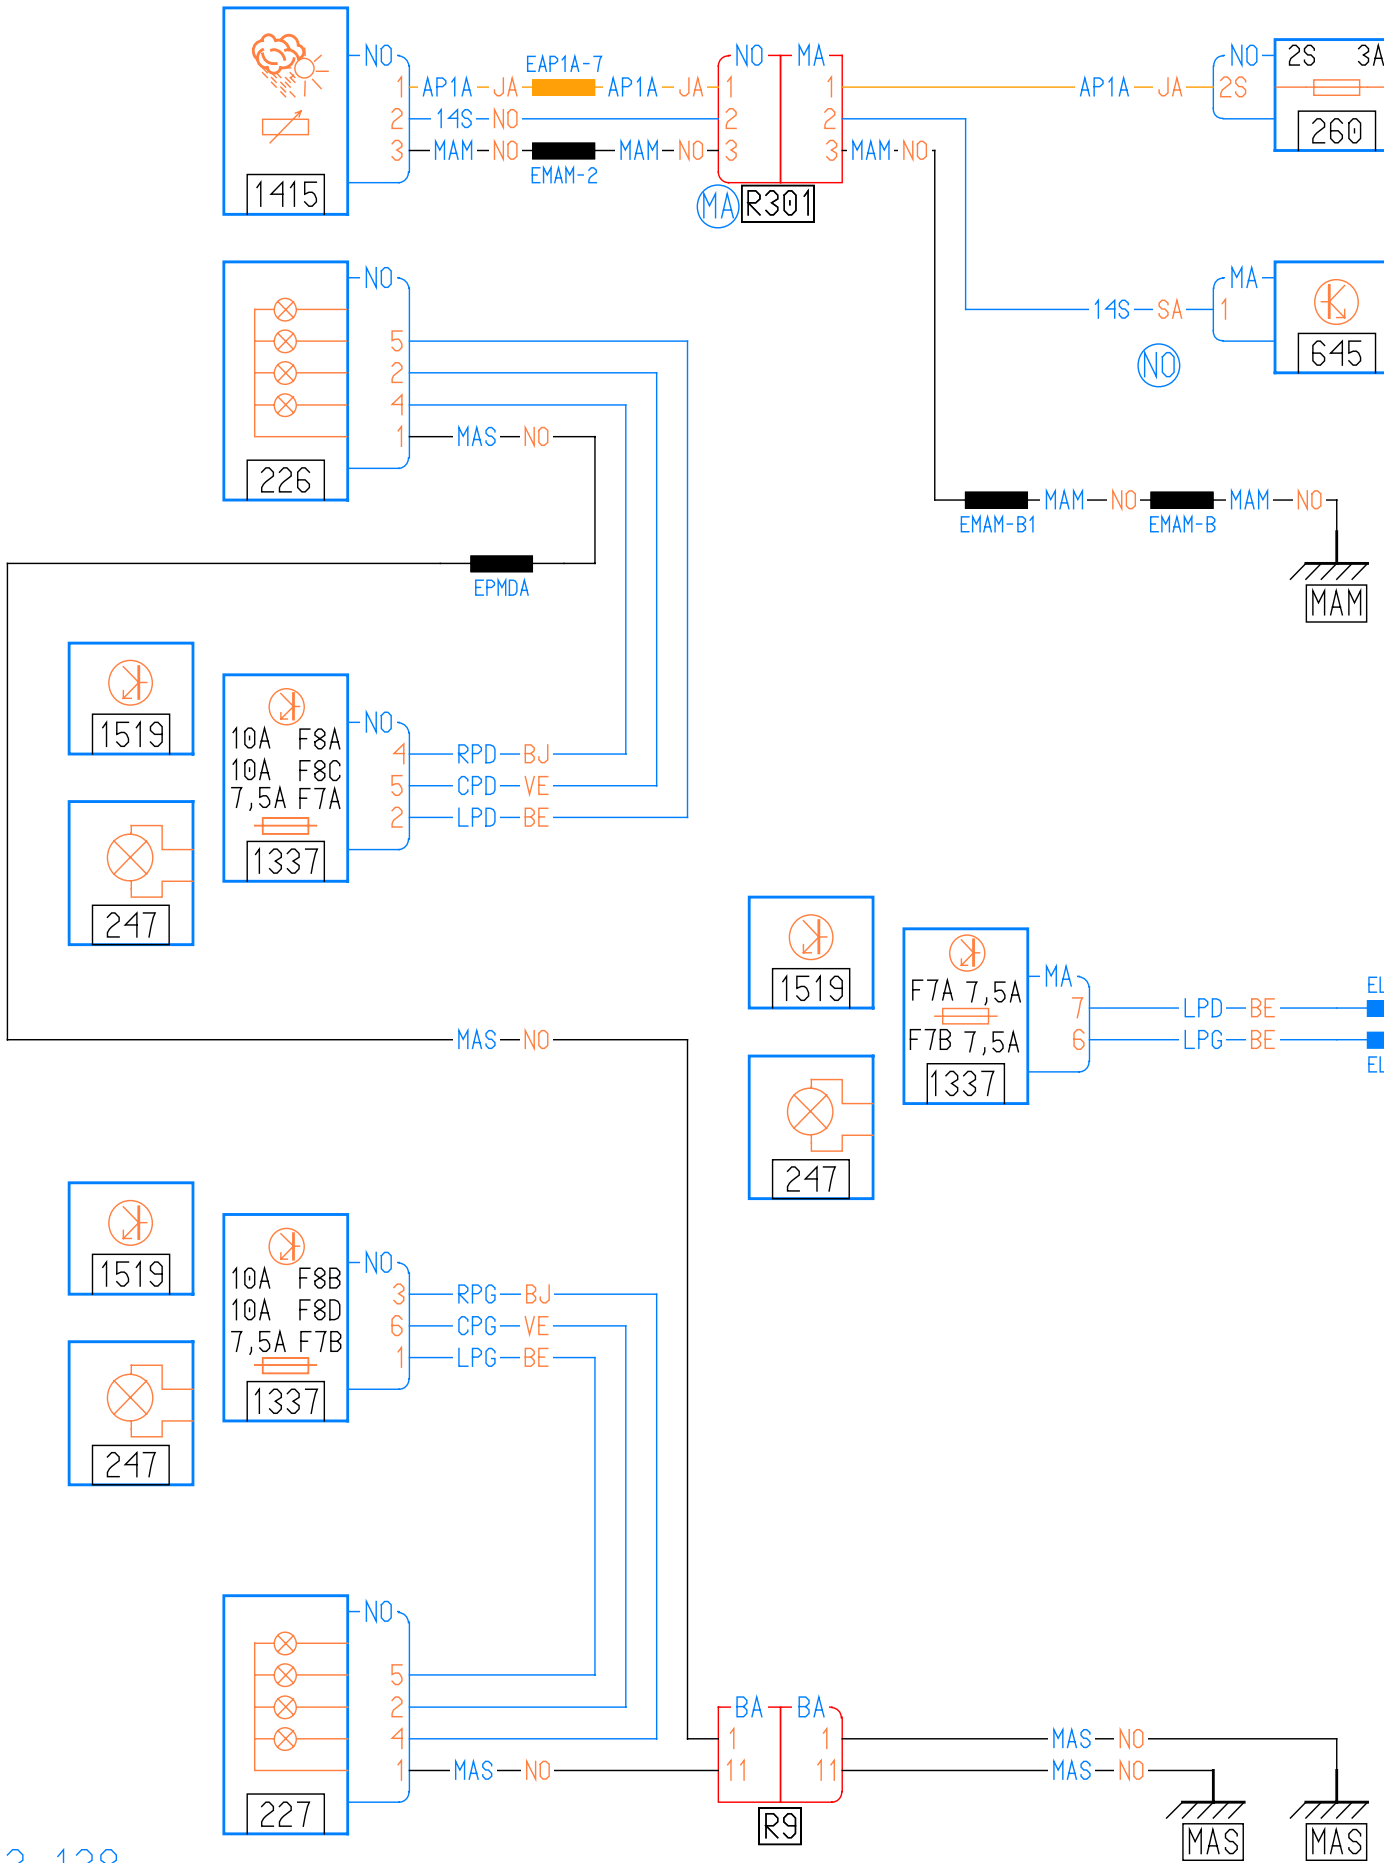 NO NO MA NO 2S 3A
EAP1A-7
1 AP1A JA AP1A JA 1 1 AP1A JA 2S
2 14S NO 2 2 260
3 MAM NO MAM NO 3 3 MAM NO
EMAM-2
1415 MA R301
NO MA
14S SA 1
5 NO 645
2
4
1 MAS NO
226
MAM NO MAM NO
EMAM-B1 EMAM-B
EPMDA
MAM
1519 NO
10A F8A 4 RPD BJ
10A F8C 5 CPD VE
7,5A F7A 2 LPD BE
1337
247
MA
1519 F7A 7,5A 7 LPD BE
F7B 7,5A 6 LPG BE
MAS NO
1337
247
1519 NO
10A F8B 3 RPG BJ
10A F8D 6 CPG VE
7,5A F7B 1 LPG BE
1337
247
NO
5
2 BA BA
4 1 1 MAS NO
1 MAS NO 11 11 MAS NO
227 R9 MAS MAS